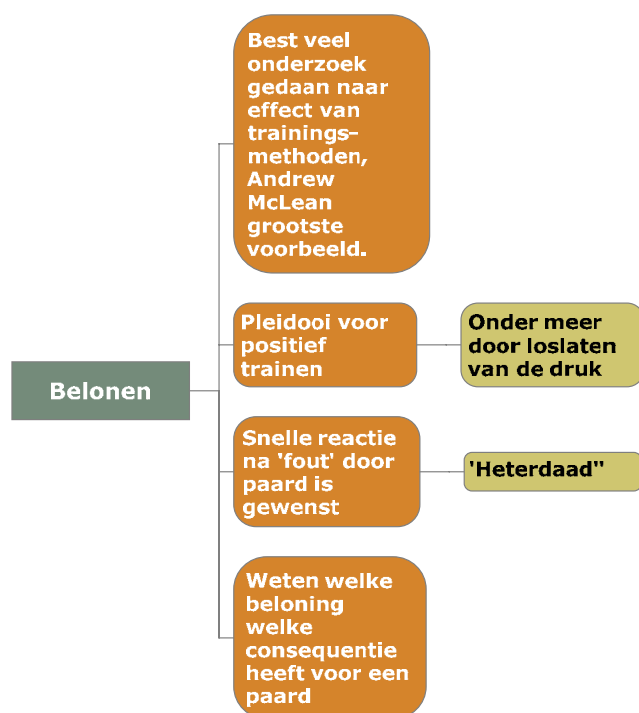 Best veel
onderzoek
gedaan naar
effect van
trainings-
methoden,
Andrew
McLean
grootste
voorbeeld.
Pleidooi voor
positief
trainen
Onder meer
door loslaten
van de druk
Belonen
Snelle reactie
na 'fout' door
paard is
gewenst
'Heterdaad"
Weten welke
beloning
welke
consequentie
heeft voor een
paard